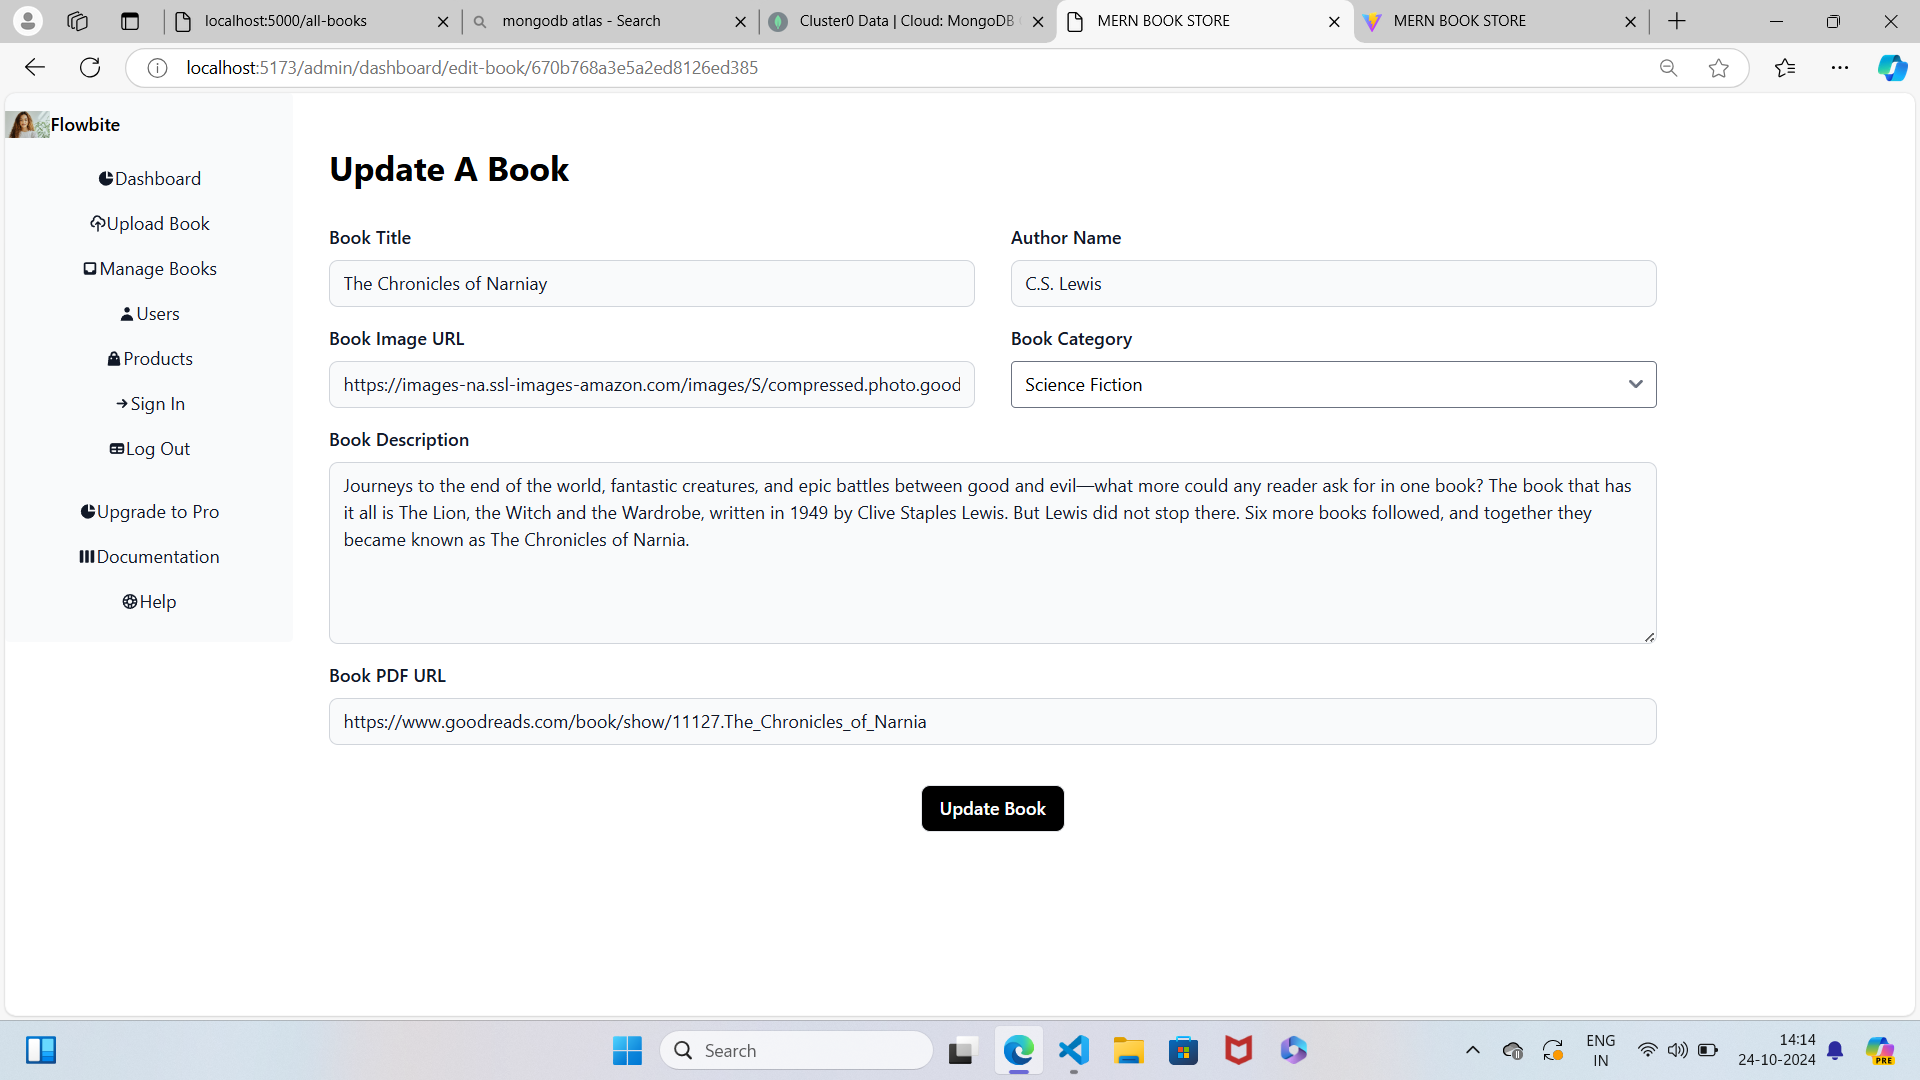 localhost:5000/all-books
mongodb atlas - Search
Cluster0 Data | Cloud: MongoDB
MERN BOOK STORE
MERN BOOK STORE
localhost:5173/admin/dashboard/edit-book/670b768a3e5a2ed8126ed385
Flowbite
Dashboard
Upload Book
Manage Books
Users
Products
Sign In
Log Out
Upgrade to Pro
Documentation
Help
Update A Book
Book Title
The Chronicles of Narniay
Author Name
C.S. Lewis
Book Image URL
https://images-na.ssl-images-amazon.com/images/S/compressed.photo.good
Book Category
Science Fiction
Book Description
Journeys to the end of the world, fantastic creatures, and epic battles between good and evil—what more could any reader ask for in one book? The book that has
it all is The Lion, the Witch and the Wardrobe, written in 1949 by Clive Staples Lewis. But Lewis did not stop there. Six more books followed, and together they
became known as The Chronicles of Narnia.
Book PDF URL
https://www.goodreads.com/book/show/11127.The_Chronicles_of_Narnia
Update Book
Search
ENG
IN
14:14
24-10-2024
PRE